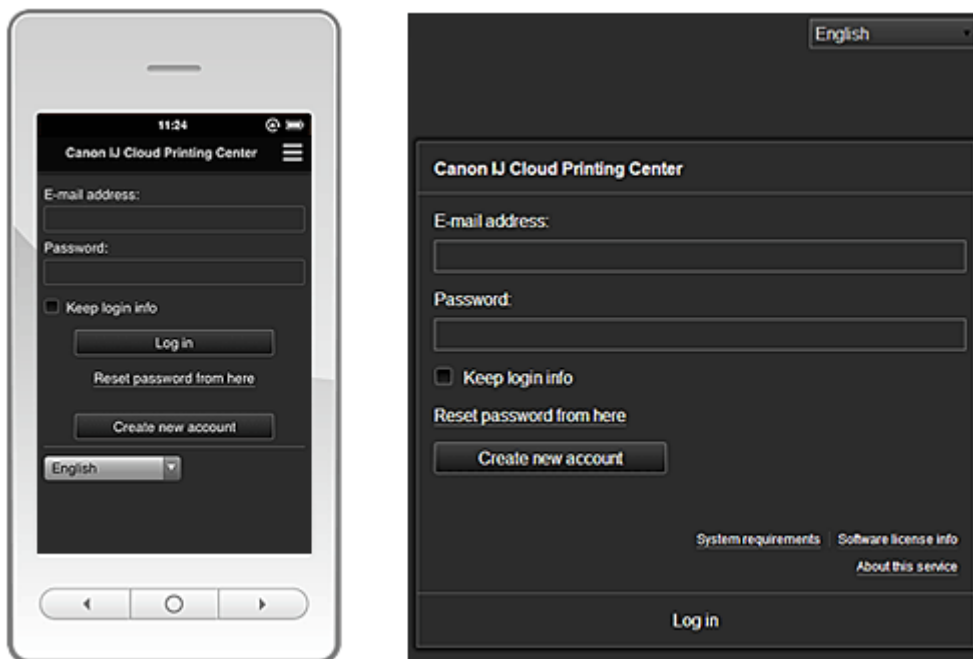 11:24
Canon IJ Cloud Printing Center
E-mail address:
Password:
Keep login info
Log in
Reset password from here
Create new account
English
English
Canon IJ Cloud Printing Center
E-mail address:
Password:
Keep login info
Reset password from here
Create new account
System requirements | Software license info
About this service
Log in